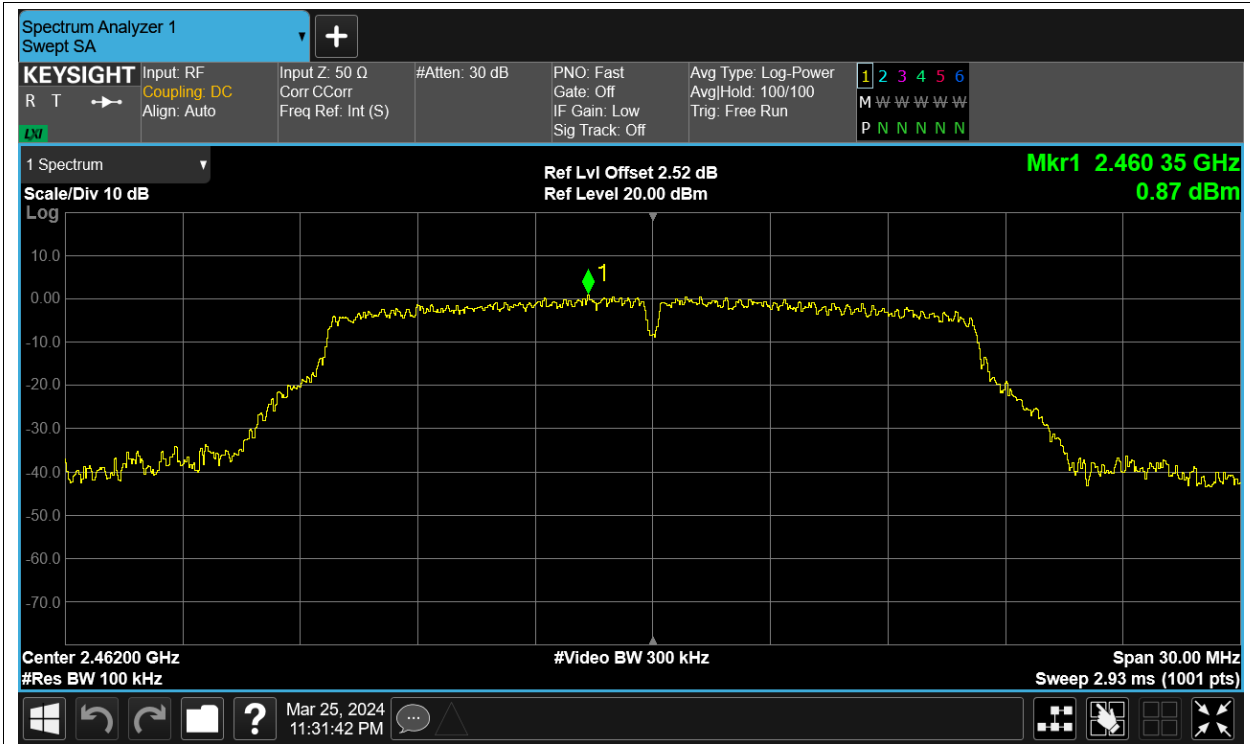 Spectrum Analyzer 1
Swept SA
KEYSIGHT
R T
LXI
Input: RF
Coupling: DC
Align: Auto
Input Z: 50 Ω
Corr CCorr
Freq Ref: Int (S)
#Atten: 30 dB
PNO: Fast
Gate: Off
IF Gain: Low
Sig Track: Off
Avg Type: Log-Power
Avg|Hold: 100/100
Trig: Free Run
1 2 3 4 5 6
M W W W W W
P N N N N N
1 Spectrum
Scale/Div 10 dB
Log
Ref Lvl Offset 2.52 dB
Ref Level 20.00 dBm
Mkr1 2.460 35 GHz
0.87 dBm
10.0
0.00
-10.0
-20.0
-30.0
-40.0
-50.0
-60.0
-70.0
1
Center 2.46200 GHz
#Res BW 100 kHz
#Video BW 300 kHz
Span 30.00 MHz
Sweep 2.93 ms (1001 pts)
?
Mar 25, 2024
11:31:42 PM